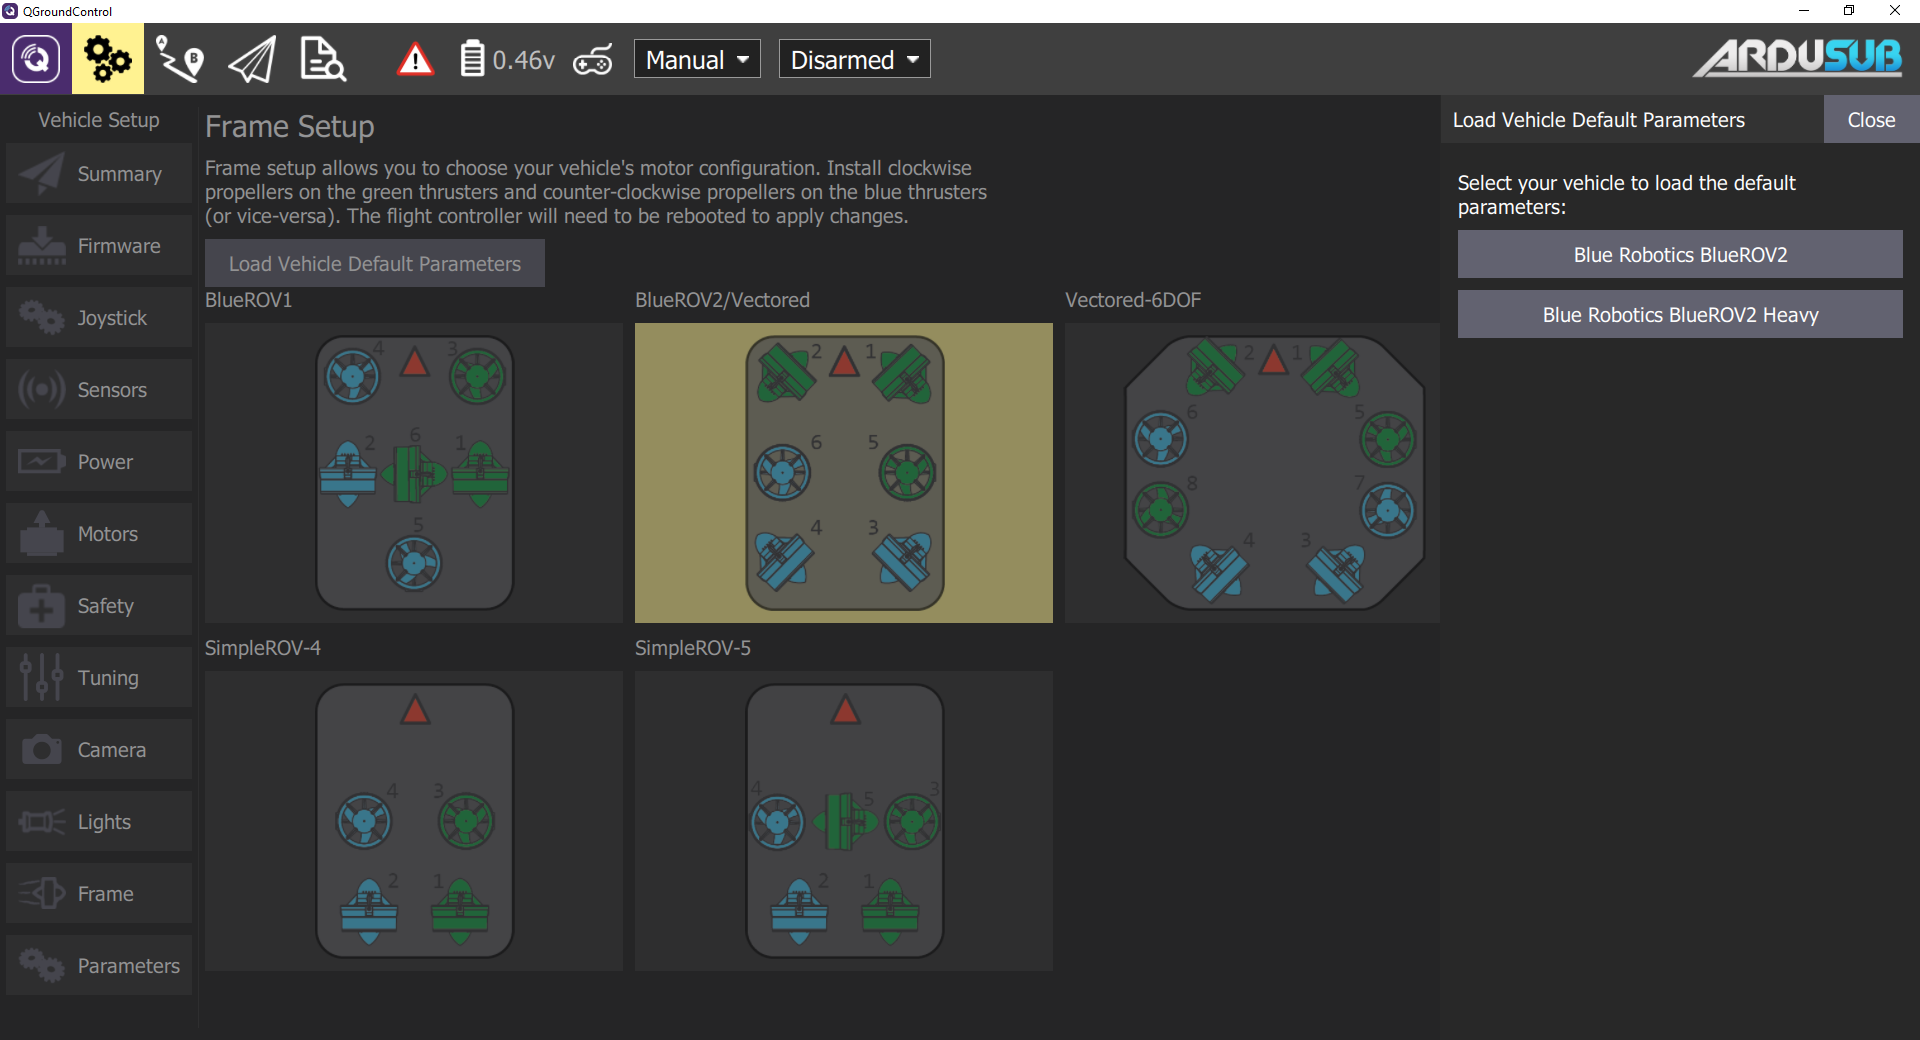 QGroundControl
0.46v
Manual
Disarmed
ARDUSUB
Vehicle Setup
Summary
Firmware
Joystick
Sensors
Power
Motors
Safety
Tuning
Camera
Lights
Frame
Parameters
Frame Setup
Frame setup allows you to choose your vehicle's motor configuration. Install clockwise
propellers on the green thrusters and counter-clockwise propellers on the blue thrusters
(or vice-versa). The flight controller will need to be rebooted to apply changes.
Load Vehicle Default Parameters
BlueROV1
4 3
2 6 1
5
BlueROV2/Vectored
2 1
6 5
4 3
Vectored-6DOF
2 1
6 5
8 7
4 3
SimpleROV-4
4 3
2 1
SimpleROV-5
4 5 3
2 1
Load Vehicle Default Parameters
Close
Select your vehicle to load the default
parameters:
Blue Robotics BlueROV2
Blue Robotics BlueROV2 Heavy